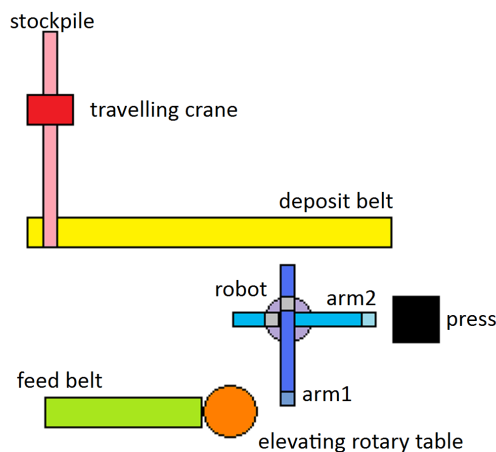 stockpile
travelling crane
deposit belt
robot
arm2
press
feed belt
arm1
elevating rotary table